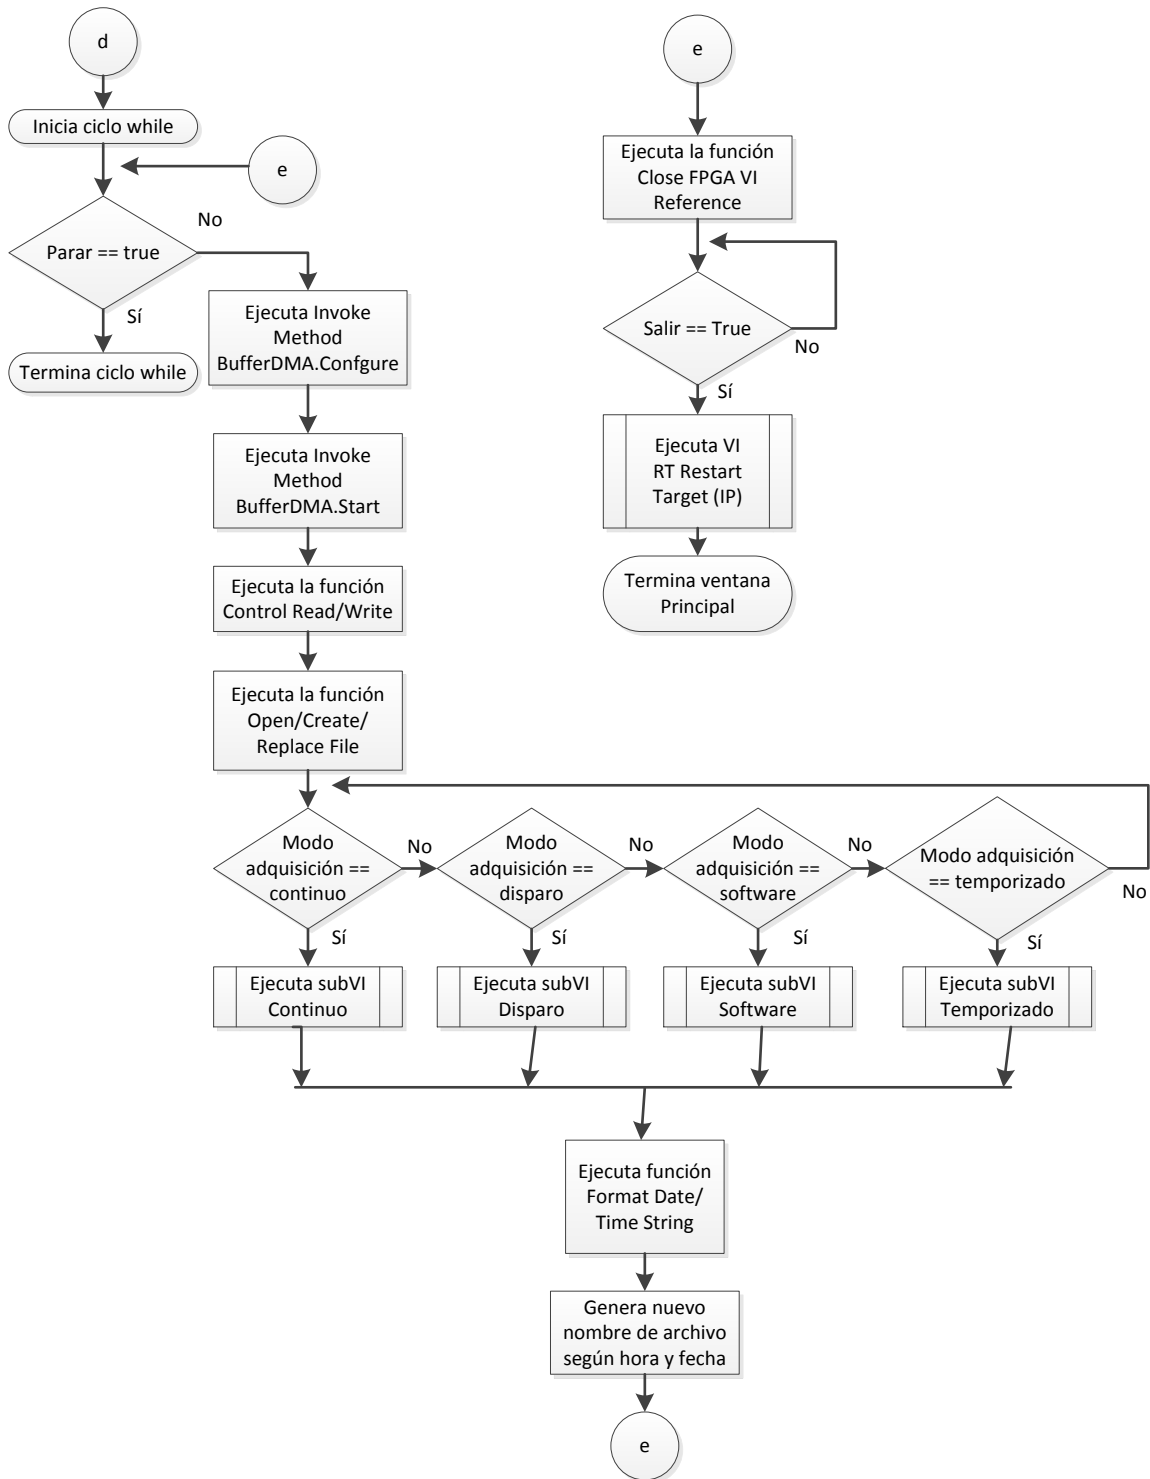 d
Inicia ciclo while
e
No
Parar == true
Sí
Termina ciclo while
Ejecuta Invoke
Method
BufferDMA.Confgure
Ejecuta Invoke
Method
BufferDMA.Start
Ejecuta la función
Control Read/Write
Ejecuta la función
Open/Create/
Replace File
e
Ejecuta la función
Close FPGA VI
Reference
Salir == True
No
Sí
Ejecuta VI
RT Restart
Target (IP)
Termina ventana
Principal
Modo
adquisición ==
continuo
No
Modo
adquisición ==
disparo
No
Modo
adquisición ==
software
No
Modo adquisición
== temporizado
No
Sí
Sí
Sí
Sí
Ejecuta subVI
Continuo
Ejecuta subVI
Disparo
Ejecuta subVI
Software
Ejecuta subVI
Temporizado
Ejecuta función
Format Date/
Time String
Genera nuevo
nombre de archivo
según hora y fecha
e